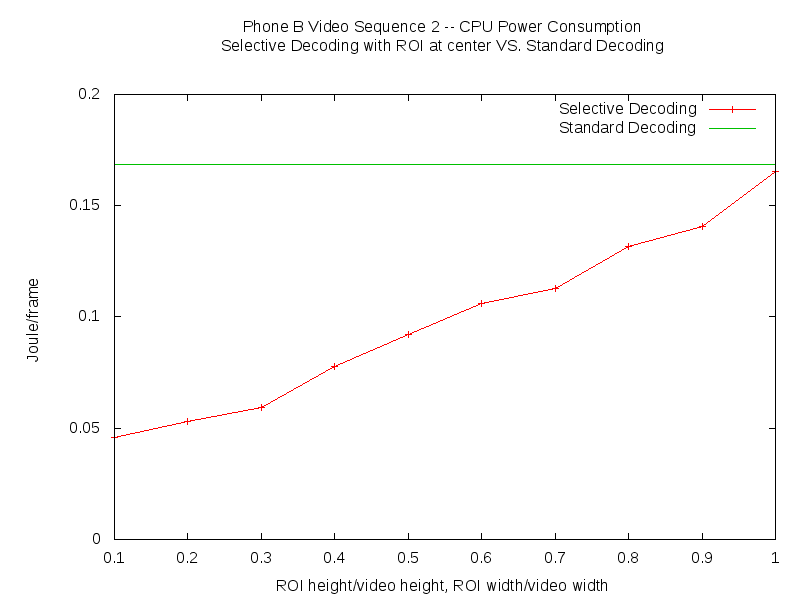 Phone B Video Sequence 2 -- CPU Power Consumption
Selective Decoding with ROI at center VS. Standard Decoding
Selective Decoding
Standard Decoding
0.2
0.15
0.1
0.05
0
Joule/frame
0.1 0.2 0.3 0.4 0.5 0.6 0.7 0.8 0.9 1
ROI height/video height, ROI width/video width